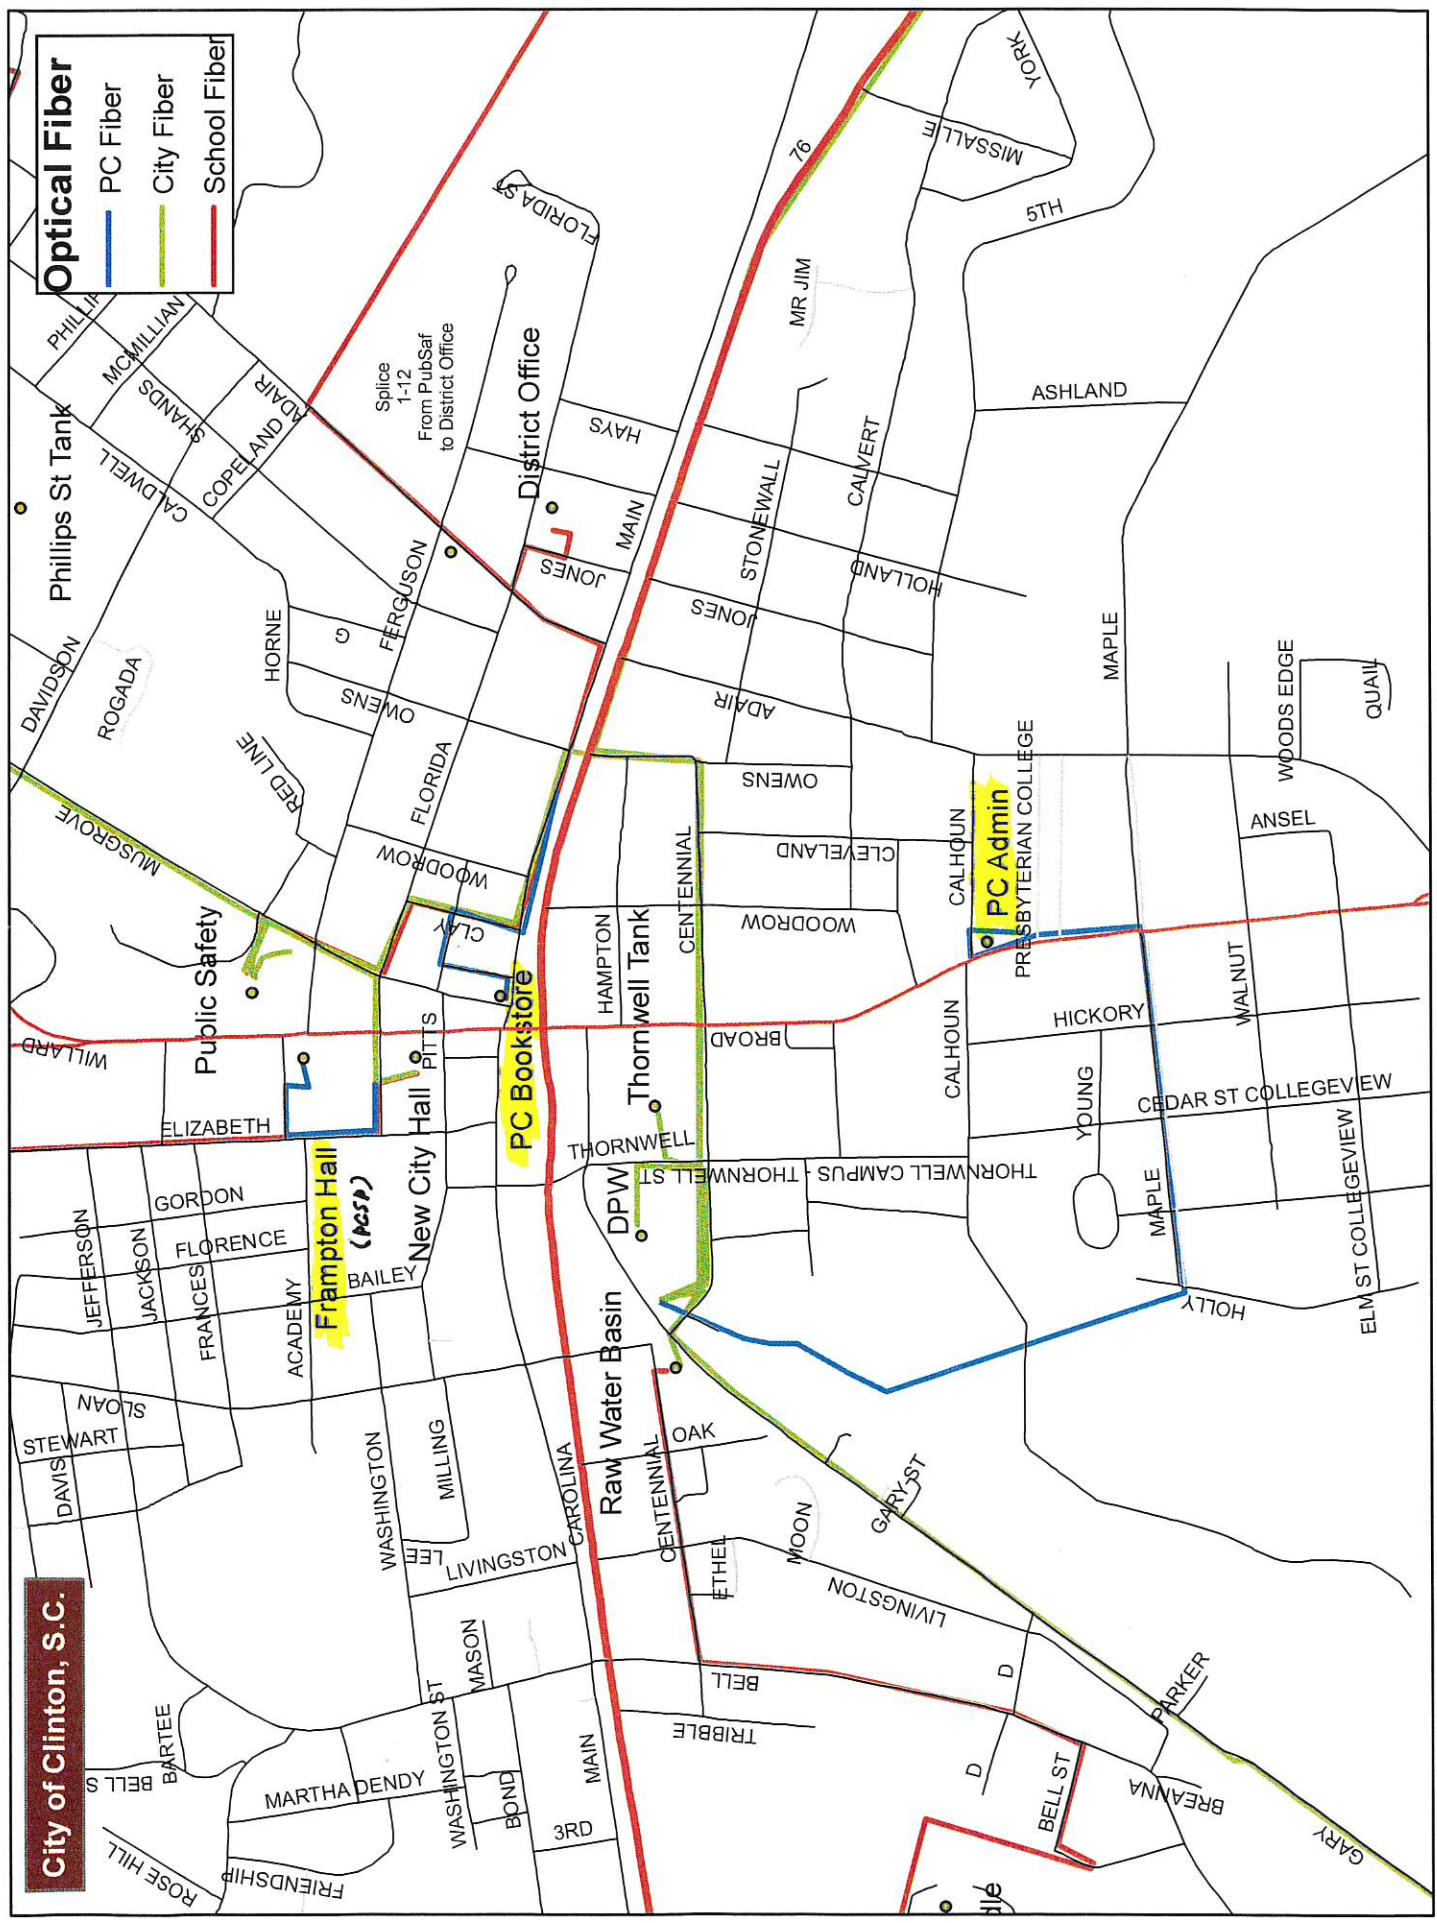 City of Clinton, S.C.
Optical Fiber
PC Fiber
City Fiber
School Fiber
Phillips St Tank
Public Safety
Splice
1-12
From PubSaf
to District Office
District Office
Frampton Hall
(PCSP)
New City Hall
PC Bookstore
Thornwell Tank
DPW
Raw Water Basin
PC Admin
dle
ROSE HILL
FRIENDSHIP
BELL S
BARTEE
MARTHA DENDY
WASHINGTON ST
WASHINGTON
MASON
BOND
3RD
MAIN
DAVIS
STEWART
SLOAN
JEFFERSON
JACKSON
FRANCES
FLORENCE
GORDON
ACADEMY
BAILEY
ELIZABETH
WILLARD
WASHINGTON
MILLING
LEE
LIVINGSTON
CAROLINA
PITTS
MUSGROVE
DAVIDSON
ROGADA
RED LINE
HORNE
G
OWENS
FERGUSON
FLORIDA
WOODROW
CLAY
PHILLIP
MCMILLIAN
SHANDS
ADAIR
COPELAND
CALDWELL
FLORIDA ST
HAYS
MAIN
JONES
76
YORK
MISSALLIE
5TH
MR JIM
ASHLAND
CALVERT
STONEWALL
HOLLAND
JONES
ADAIR
MAPLE
OWENS
CLEVELAND
WOODROW
CENTENNIAL
HAMPTON
BROAD
CALHOUN
PRESBYTERIAN COLLEGE
WOODS EDGE
QUAIL
ANSEL
WALNUT
HICKORY
CALHOUN
YOUNG
CEDAR ST COLLEGEVIEW
ELM ST COLLEGEVIEW
MAPLE
HOLLY
THORNWELL
THORNWELL ST
THORNWELL CAMPUS - THORNWELL ST
OAK
CENTENNIAL
ETHEL
MOON
GARY ST
LIVINGSTON
BELL
TRIBBLE
D
D
PARKER
BELL ST
BREANNA
GARY